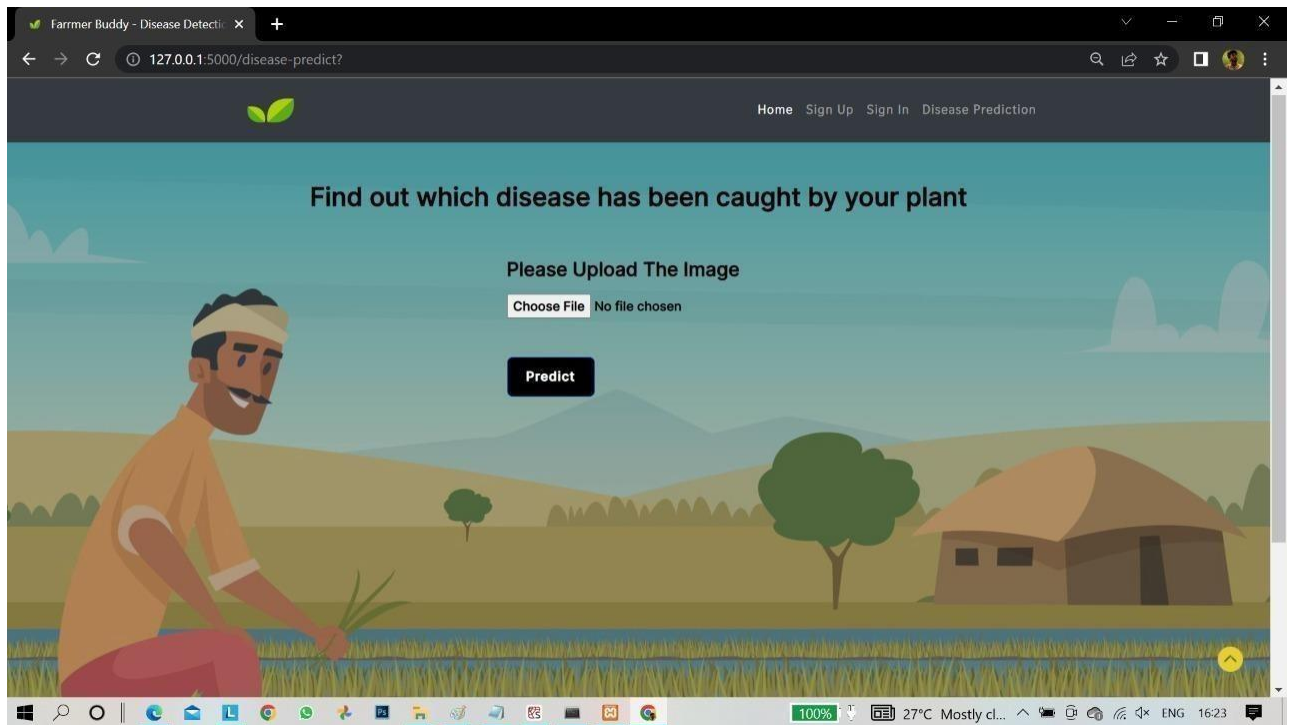 Farrmer Buddy - Disease Detectic
127.0.0.1:5000/disease-predict?
Home Sign Up Sign In Disease Prediction
Find out which disease has been caught by your plant
Please Upload The Image
Choose File No file chosen
Predict
L Ps 100% 27°C Mostly cl... ENG 16:23